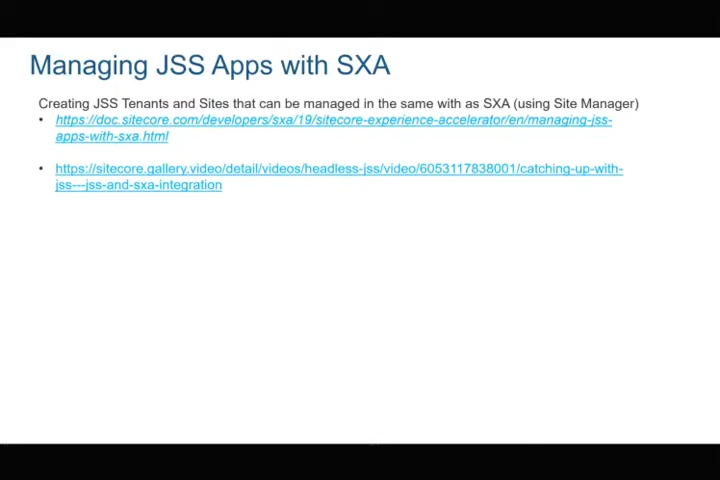 Managing JSS Apps with SXA
Creating JSS Tenants and Sites that can be managed in the same with as SXA (using Site Manager)
• https://doc.sitecore.com/developers/sxa/19/sitecore-experience-accelerator/en/managing-jss-
apps-with-sxa.html
• https://sitecore.gallery.video/detail/videos/headless-jss/video/6053117838001/catching-up-with-
jss---jss-and-sxa-integration